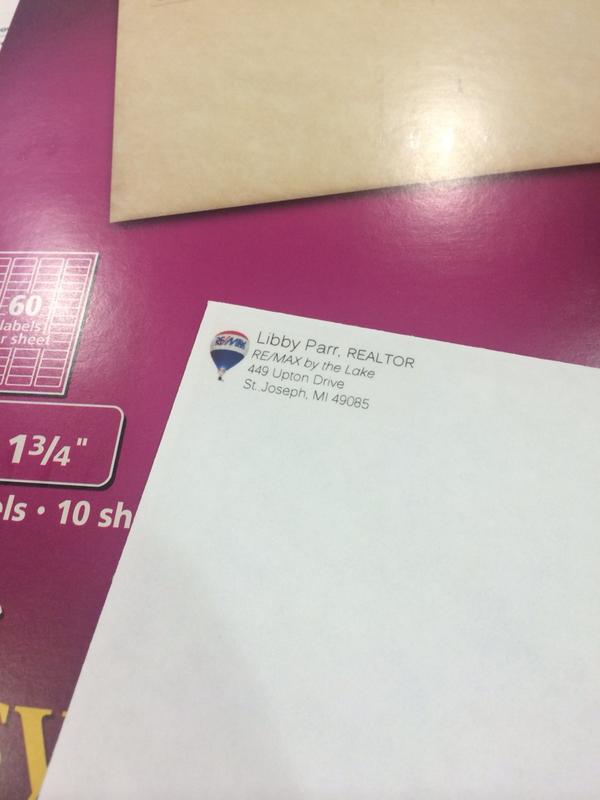 60
labels
r sheet
1 3/4"
els • 10 sh
RE/MAX
Libby Parr, REALTOR
RE/MAX by the Lake
449 Upton Drive
St. Joseph, MI 49085